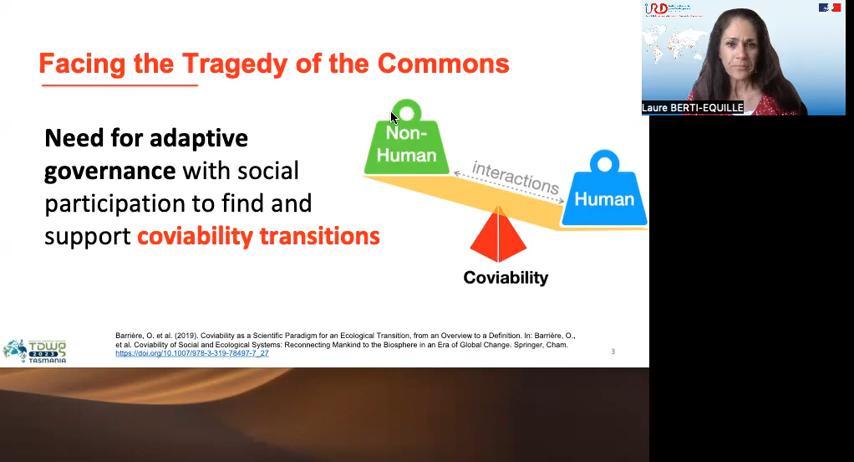 Facing the Tragedy of the Commons
Need for adaptive
governance with social
participation to find and
support coviability transitions
Non-
Human
interactions
Human
Coviability
Barrière, O. et al. (2019). Coviability as a Scientific Paradigm for an Ecological Transition, from an Overview to a Definition. In: Barrière, O.,
et al. Coviability of Social and Ecological Systems: Reconnecting Mankind to the Biosphere in an Era of Global Change. Springer, Cham.
https://doi.org/10.1007/978-3-319-78497-7_27
TDWG
2023
TASMANIA
3
IRD
Laure BERTI-EQUILLE